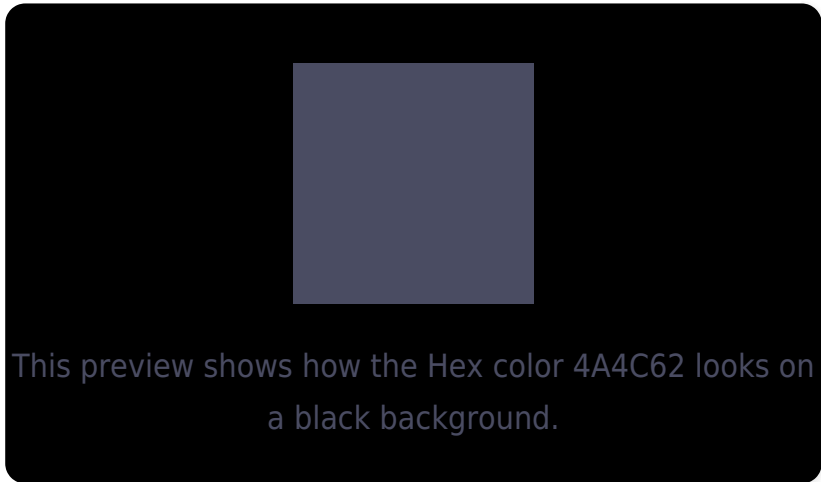 This preview shows how the Hex color 4A4C62 looks on
a black background.